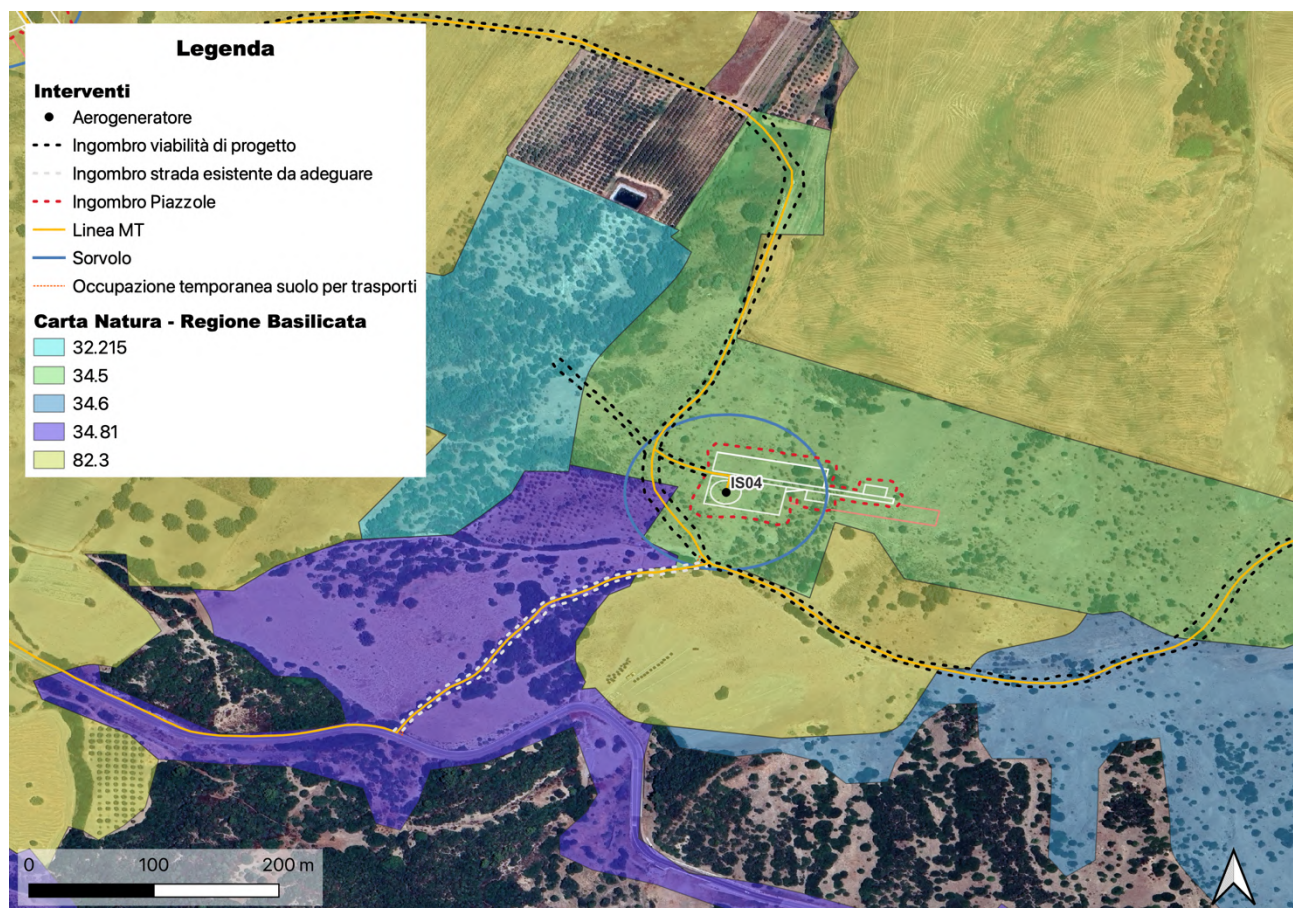 Legenda
Interventi
Aerogeneratore
Ingombro viabilità di progetto
Ingombro strada esistente da adeguare
Ingombro Piazzole
Linea MT
Sorvolo
Occupazione temporanea suolo per trasporti
Carta Natura - Regione Basilicata
32.215
34.5
34.6
34.81
82.3
IS04
0 100 200 m